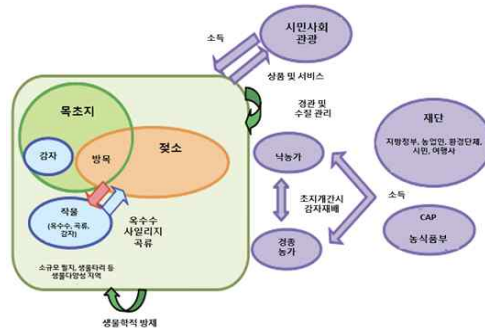 시민사회
관광
소득
상품 및 서비스
경관 및
수질 관리
목초지
감자
방목
젖소
작물
(옥수수, 곡류,
감자)
옥수수
사일리지
곡류
소규모 필지, 생울타리 등
생물다양성 지역
생물학적 방제
낙농가
초지개간시
감자재배
경종
농가
재단
지방정부, 농업인, 환경단체,
시민, 여행사
소득
CAP
농식품부